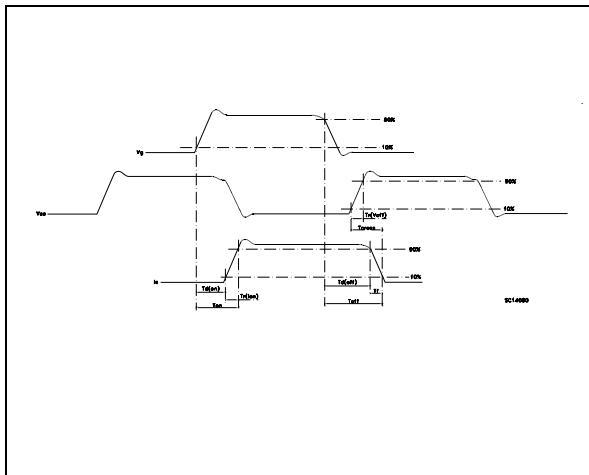 90%
10%
Vg
90%
Vce
10%
Tr(Voff)
Tcross
90%
Ic
10%
Td(on)
Td(off)
Tf
Tr(Ion)
Ton
Toff
SC14980